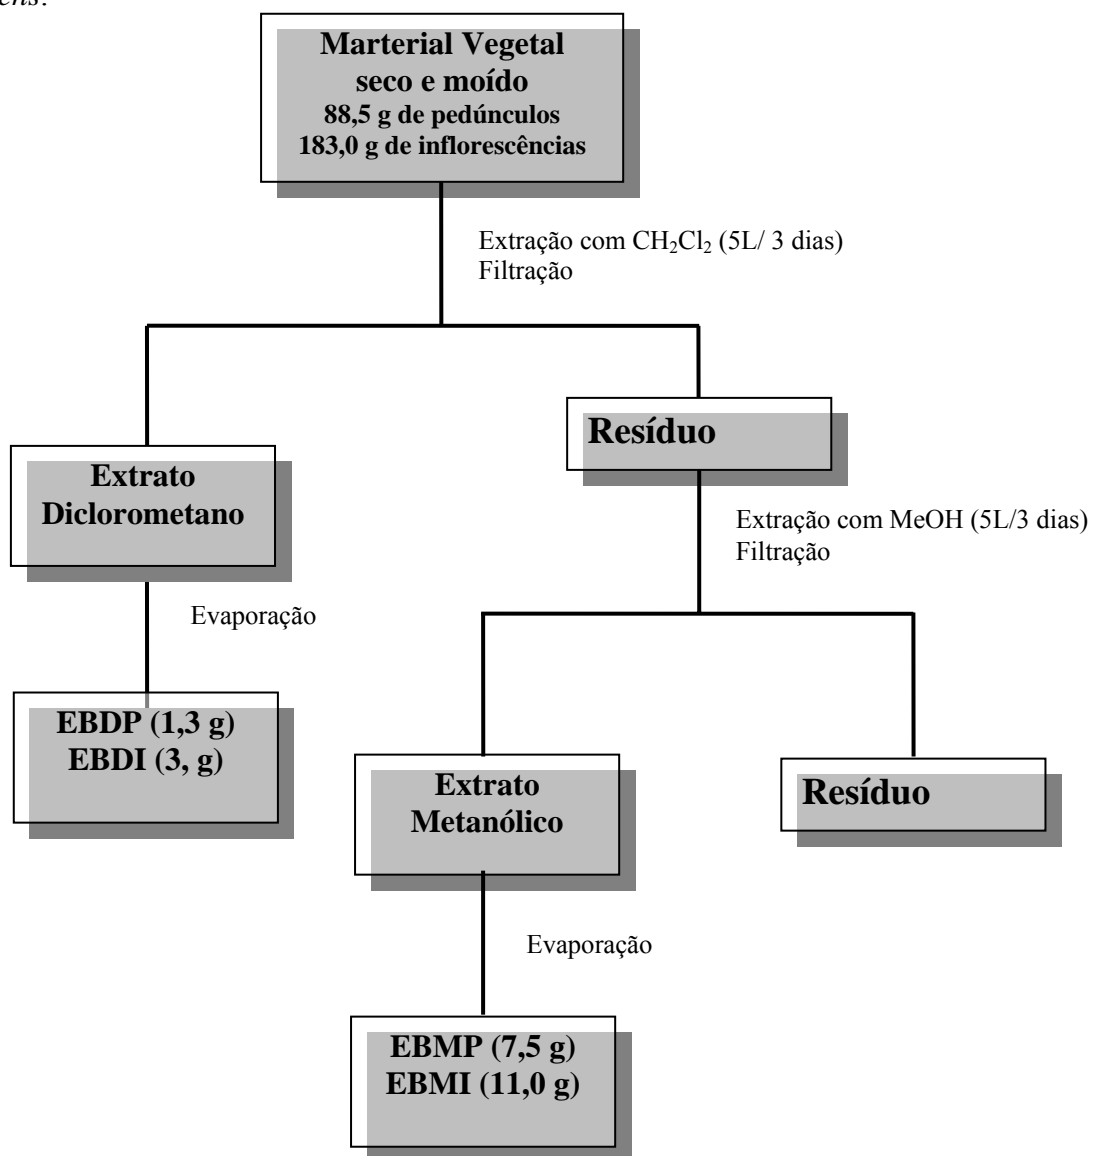 ens.
Marterial Vegetal
seco e moído
88,5 g de pedúnculos
183,0 g de inflorescências
Extração com CH₂Cl₂ (5L/ 3 dias)
Filtração
Extrato
Diclorometano
Resíduo
Extração com MeOH (5L/3 dias)
Filtração
Evaporação
EBDP (1,3 g)
EBDI (3, g)
Extrato
Metanólico
Resíduo
Evaporação
EBMP (7,5 g)
EBMI (11,0 g)